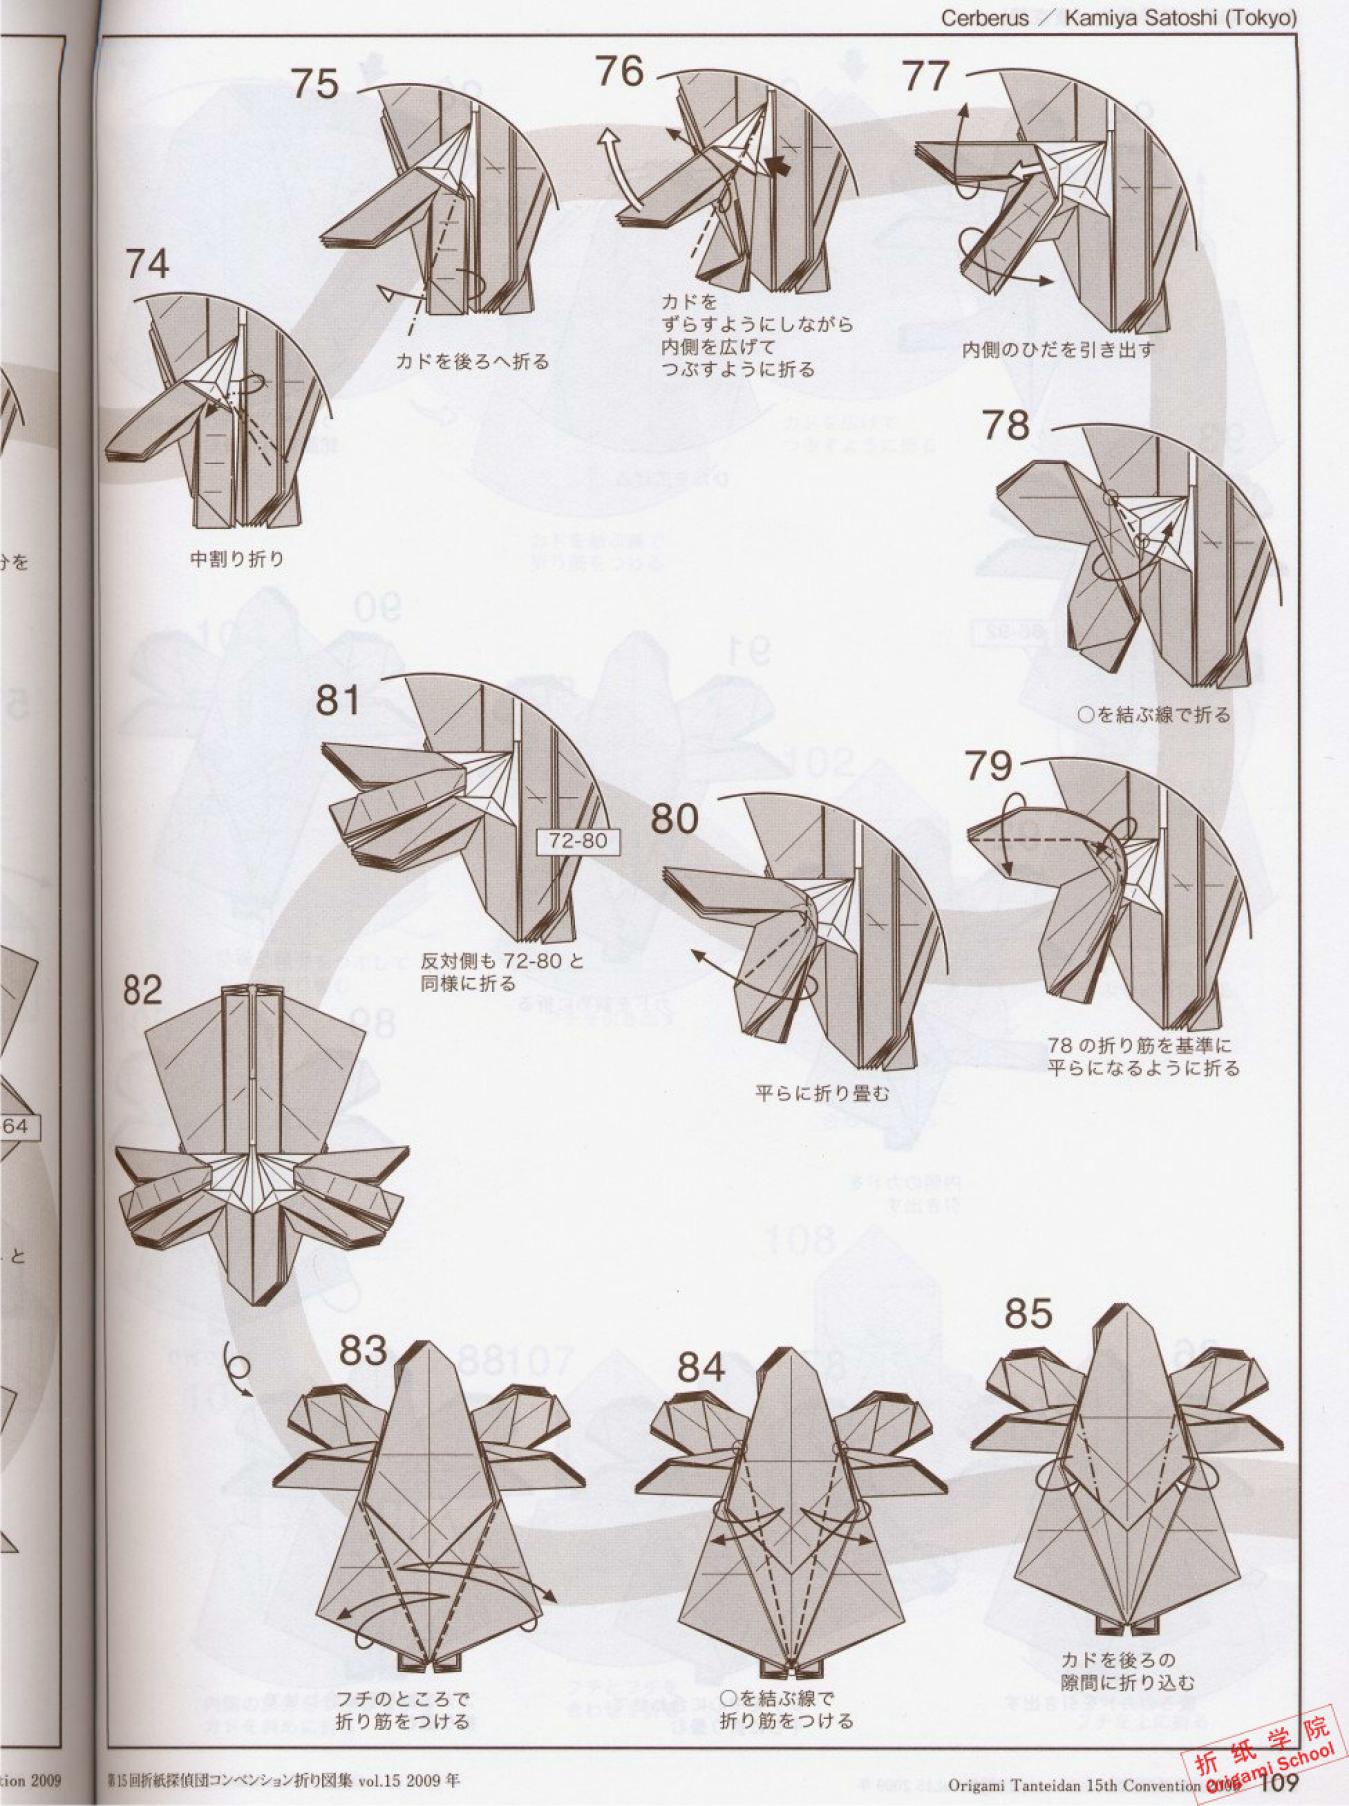 Cerberus ／ Kamiya Satoshi (Tokyo)
74
中割り折り
75
カドを後ろへ折る
76
カドを
ずらすようにしながら
内側を広げて
つぶすように折る
77
内側のひだを引き出す
78
○を結ぶ線で折る
79
78 の折り筋を基準に
平らになるように折る
80
平らに折り畳む
81
72-80
反対側も 72-80 と
同様に折る
82
83
フチのところで
折り筋をつける
84
○を結ぶ線で
折り筋をつける
85
カドを後ろの
隙間に折り込む
分を
64
と
tion 2009
第15回折紙探偵団コンベンション折り図集 vol.15 2009 年
Origami Tanteidan 15th Convention
109
折纸学院
Origami School